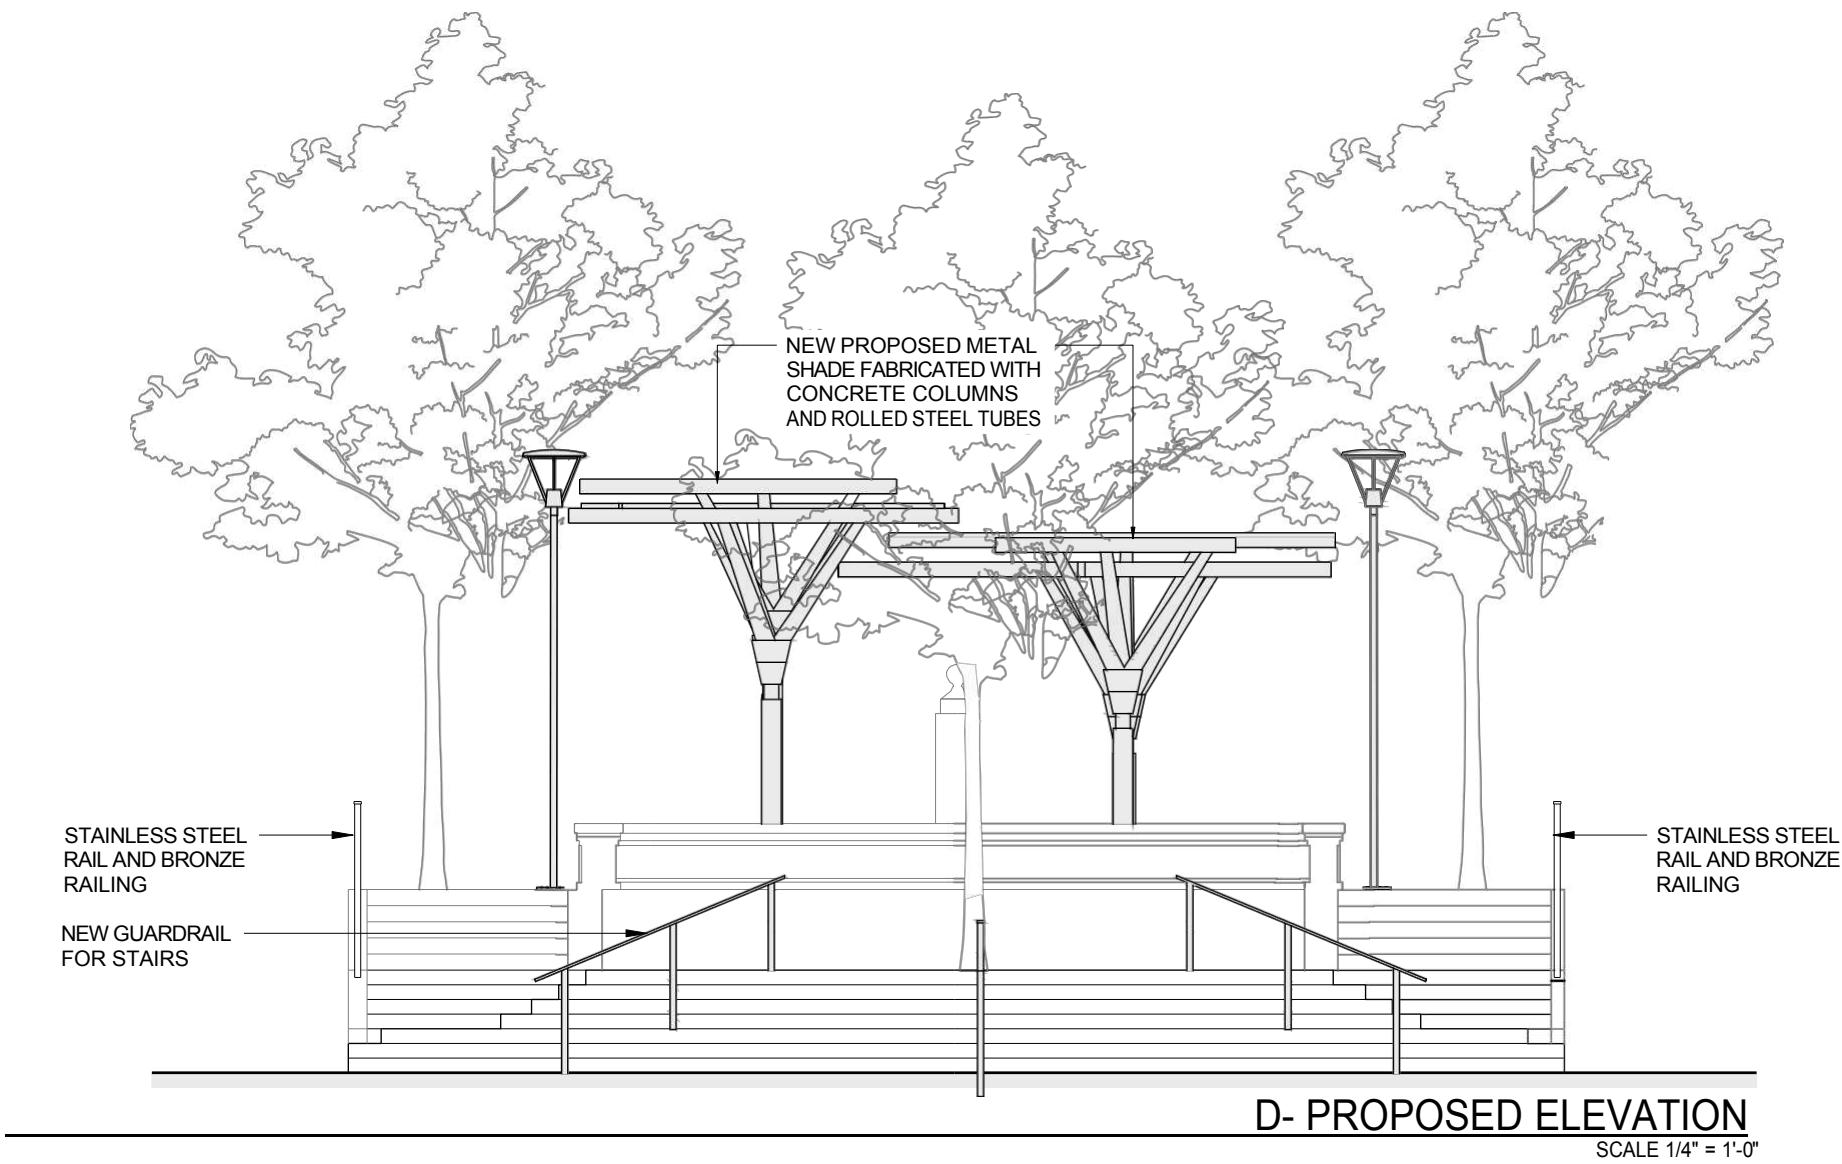 NEW PROPOSED METAL
SHADE FABRICATED WITH
CONCRETE COLUMNS
AND ROLLED STEEL TUBES
STAINLESS STEEL
RAIL AND BRONZE
RAILING
NEW GUARDRAIL
FOR STAIRS
STAINLESS STEEL
RAIL AND BRONZE
RAILING
D- PROPOSED ELEVATION
SCALE 1/4" = 1'-0"